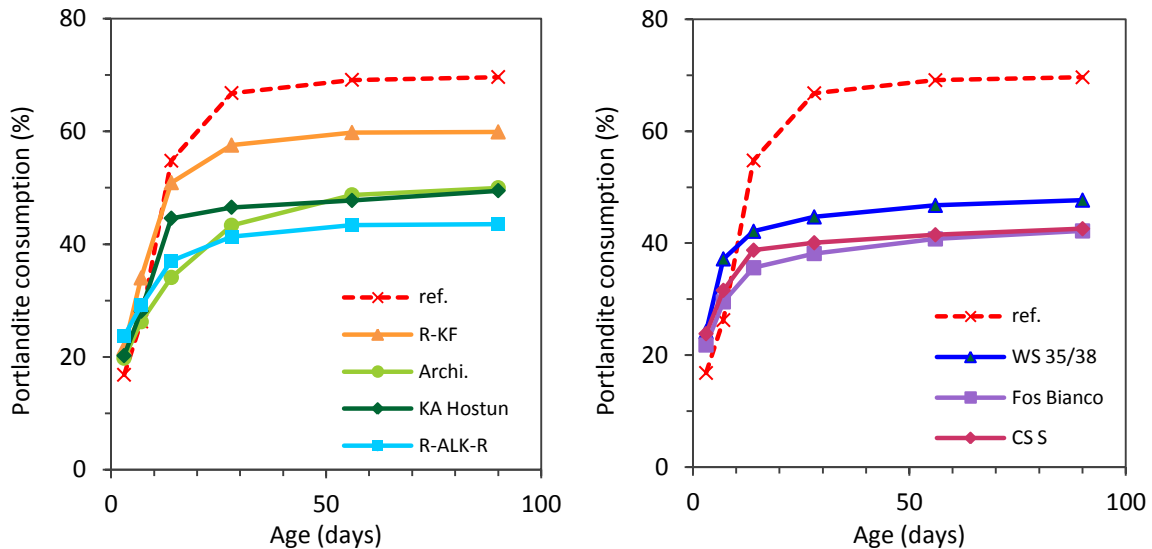 Portlandite consumption (%)
80
60
40
20
0
0
50
100
Age (days)
ref.
R-KF
Archi.
KA Hostun
R-ALK-R
Portlandite consumption (%)
80
60
40
20
0
0
50
100
Age (days)
ref.
WS 35/38
Fos Bianco
CS S